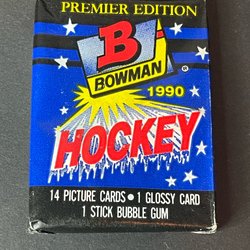 PREMIER EDITION
B
BOWMAN
1990
HOCKEY
14 PICTURE CARDS • 1 GLOSSY CARD
1 STICK BUBBLE GUM